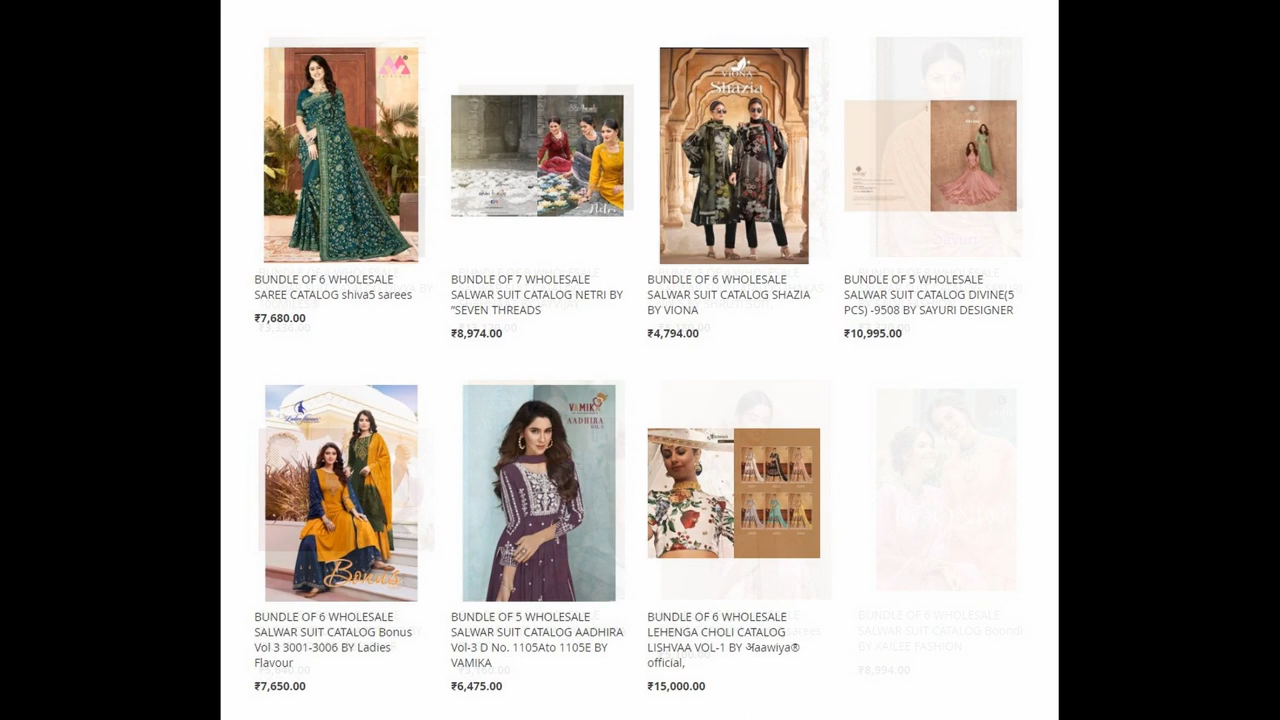 VIONA
Shazia
BUNDLE OF 6 WHOLESALE
SAREE CATALOG shiva5 sarees
₹7,680.00
BUNDLE OF 7 WHOLESALE
SALWAR SUIT CATALOG NETRI BY
"SEVEN THREADS
₹8,974.00
BUNDLE OF 6 WHOLESALE
SALWAR SUIT CATALOG SHAZIA
BY VIONA
₹4,794.00
BUNDLE OF 5 WHOLESALE
SALWAR SUIT CATALOG DIVINE(5
PCS) -9508 BY SAYURI DESIGNER
₹10,995.00
Bonus
VAMIKA
AADHIRA
BUNDLE OF 6 WHOLESALE
SALWAR SUIT CATALOG Bonus
Vol 3 3001-3006 BY Ladies
Flavour
₹7,650.00
BUNDLE OF 5 WHOLESALE
SALWAR SUIT CATALOG AADHIRA
Vol-3 D No. 1105Ato 1105E BY
VAMIKA
₹6,475.00
BUNDLE OF 6 WHOLESALE
LEHENGA CHOLI CATALOG
LISHVAA VOL-1 BY अaawiya®
official,
₹15,000.00
BUNDLE OF 6 WHOLESALE
SALWAR SUIT CATALOG Boondi
BY KAILEE FASHION
₹8,994.00